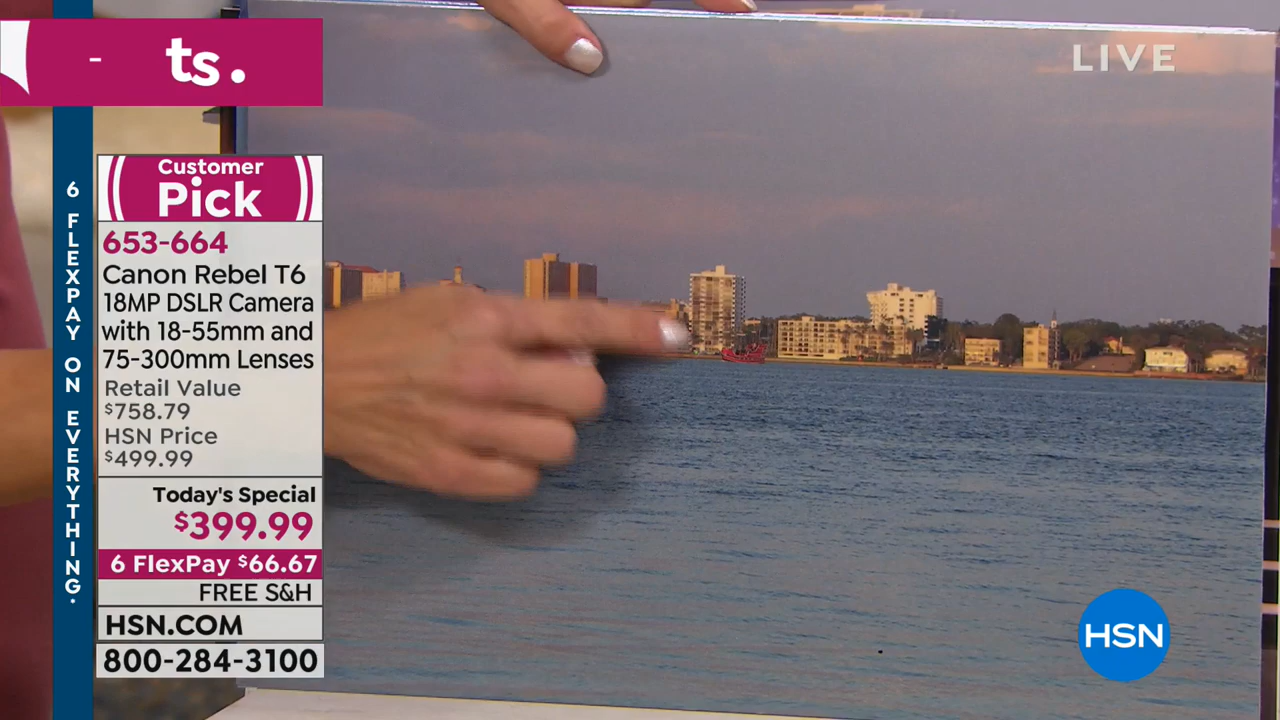 - ts.
LIVE
6 FLEXPAY ON EVERYTHING.
Customer
Pick
653-664
Canon Rebel T6
18MP DSLR Camera
with 18-55mm and
75-300mm Lenses
Retail Value
$758.79
HSN Price
$499.99
Today's Special
$399.99
6 FlexPay $66.67
FREE S&H
HSN.COM
800-284-3100
HSN